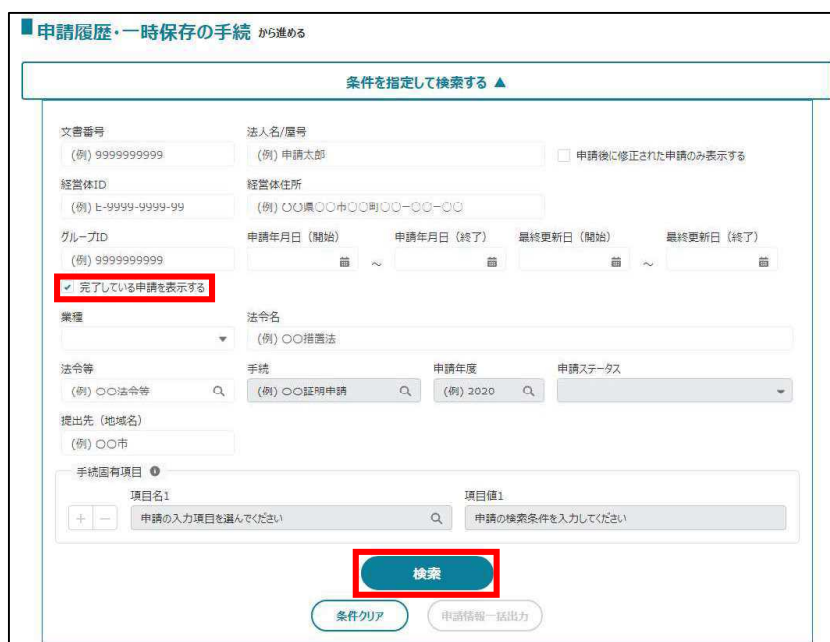 申請履歴・一時保存の手続 から進める
条件を指定して検索する ▲
文書番号 法人名/屋号
(例) 9999999999 (例) 申請太郎 申請後に修正された申請のみ表示する
経営体ID 経営体住所
(例) E-9999-9999-99 (例) 〇〇県〇〇市〇〇町〇〇-〇〇-〇〇
グループID 申請年月日（開始） 申請年月日（終了） 最終更新日（開始） 最終更新日（終了）
(例) 9999999999 ～ ～
完了している申請を表示する
業種 法令名
(例) 〇〇措置法
法令等 手続 申請年度 申請ステータス
(例) 〇〇法令等 (例) 〇〇証明申請 (例) 2020
提出先（地域名）
(例) 〇〇市
手続固有項目
項目名1 項目値1
+ − 申請の入力項目を選んでください 申請の検索条件を入力してください
検索
条件クリア 申請情報一括出力